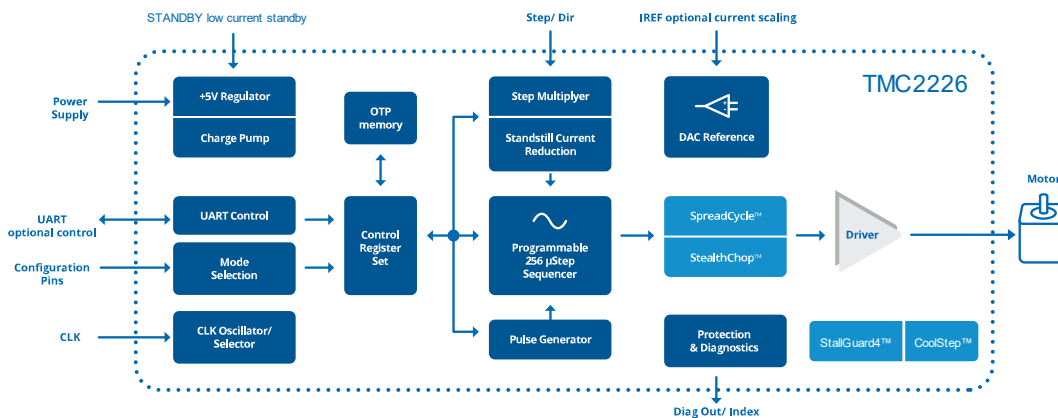 STANDBY low current standby
Step/ Dir
IREF optional current scaling
TMC2226
Power
Supply
+5V Regulator
Charge Pump
OTP
memory
Step Multiplyer
Standstill Current
Reduction
DAC Reference
Motor
UART
optional control
UART Control
Control
Register
Set
Programmable
256 µStep
Sequencer
SpreadCycle™
StealthChop™
Driver
Configuration
Pins
Mode
Selection
CLK
CLK Oscillator/
Selector
Pulse Generator
Protection
& Diagnostics
StallGuard4™
CoolStep™
Diag Out/ Index